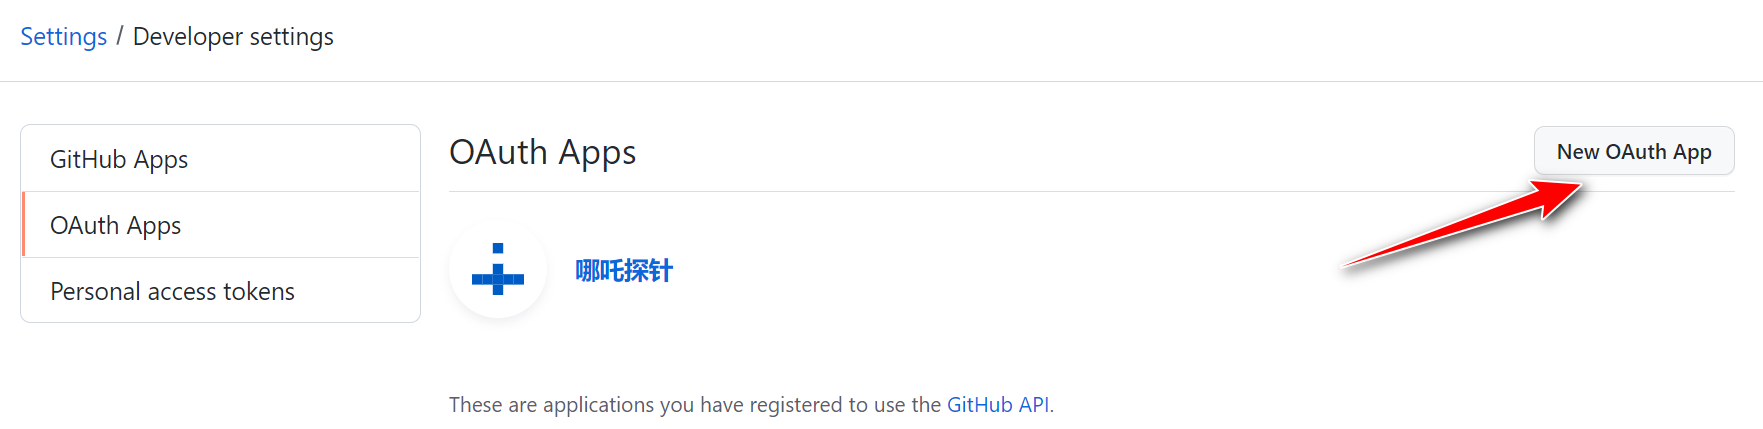 Settings / Developer settings
GitHub Apps
OAuth Apps
Personal access tokens
OAuth Apps
New OAuth App
哪吒探针
These are applications you have registered to use the GitHub API.